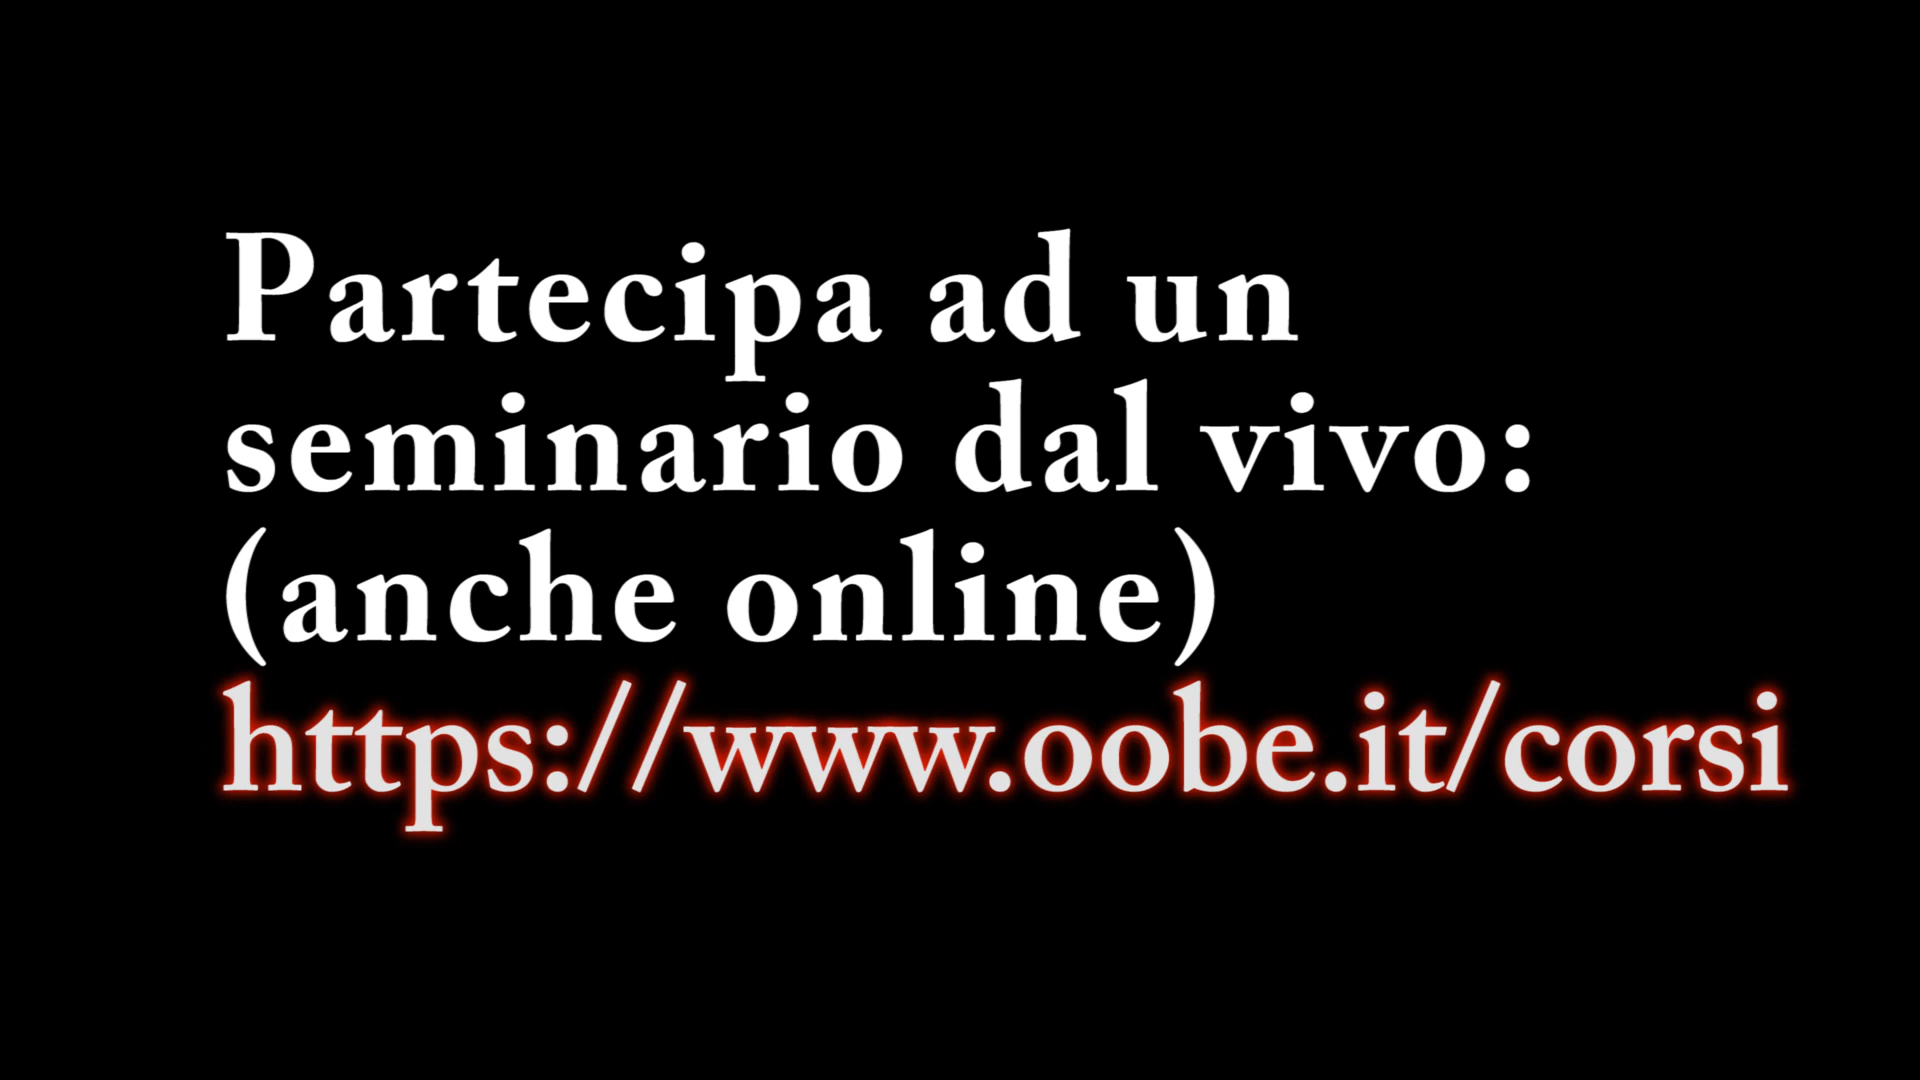 Partecipa ad un
seminario dal vivo:
(anche online)
https://www.oobe.it/corsi